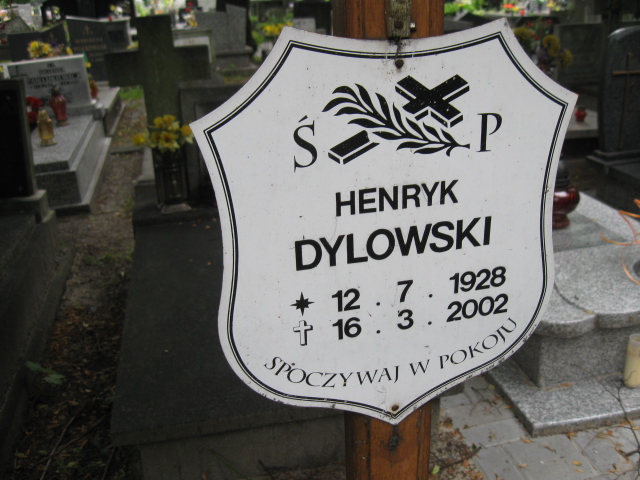 Ś P
HENRYK
DYLOWSKI
12 . 7 . 1928
16 . 3 . 2002
SPOCZYWAJ W POKOJU